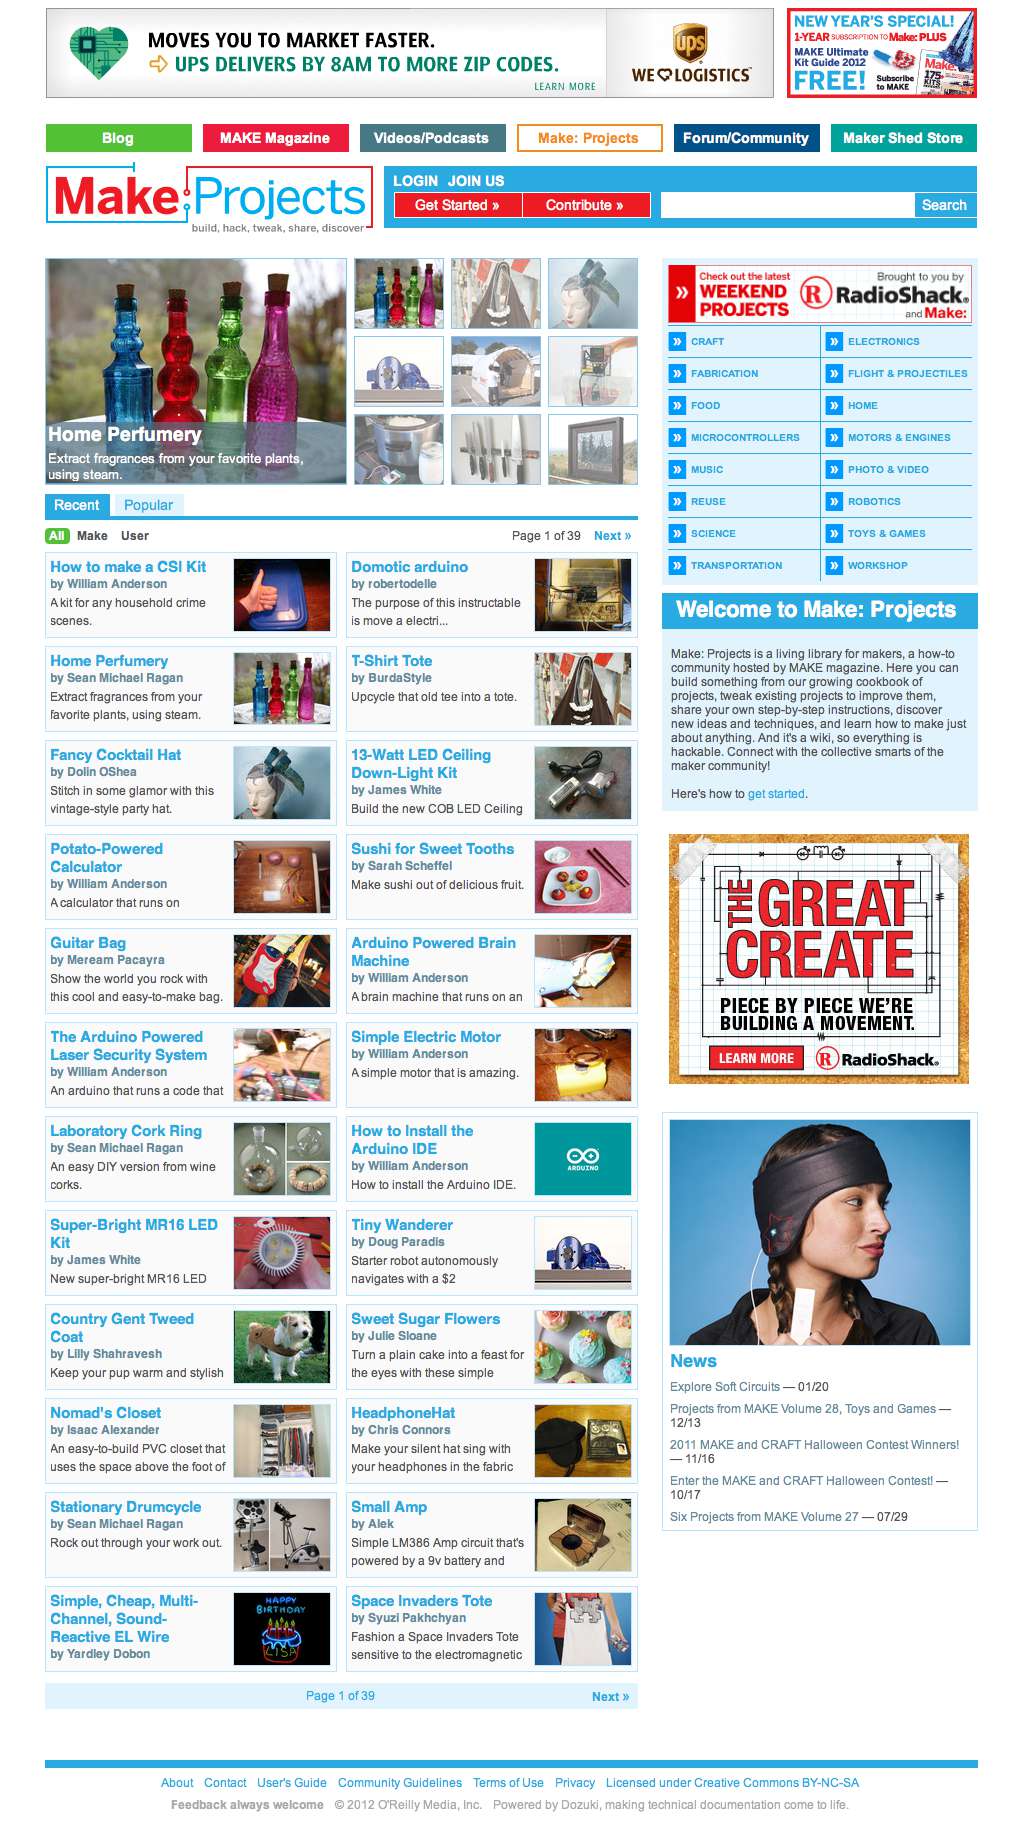 MOVES YOU TO MARKET FASTER.
UPS DELIVERS BY 8AM TO MORE ZIP CODES.
LEARN MORE
ups
WE LOGISTICS
NEW YEAR'S SPECIAL!
1-YEAR SUBSCRIPTION TO Make: PLUS
MAKE Ultimate
Kit Guide 2012
FREE!
Subscribe
to MAKE
Make:
175
KITS
Blog
MAKE Magazine
Videos/Podcasts
Make: Projects
Forum/Community
Maker Shed Store
Make: Projects
build, hack, tweak, share, discover
LOGIN JOIN US
Get Started »
Contribute »
Search
Home Perfumery
Extract fragrances from your favorite plants,
using steam.
Check out the latest
WEEKEND
PROJECTS
Brought to you by
RadioShack.
and Make:
CRAFT
ELECTRONICS
FABRICATION
FLIGHT & PROJECTILES
FOOD
HOME
MICROCONTROLLERS
MOTORS & ENGINES
MUSIC
PHOTO & VIDEO
REUSE
ROBOTICS
SCIENCE
TOYS & GAMES
TRANSPORTATION
WORKSHOP
Recent
Popular
All Make User
Page 1 of 39 Next »
How to make a CSI Kit
by William Anderson
A kit for any household crime
scenes.
Domotic arduino
by robertodelle
The purpose of this instructable
is move a electri...
Home Perfumery
by Sean Michael Ragan
Extract fragrances from your
favorite plants, using steam.
T-Shirt Tote
by BurdaStyle
Upcycle that old tee into a tote.
Fancy Cocktail Hat
by Dolin OShea
Stitch in some glamor with this
vintage-style party hat.
13-Watt LED Ceiling
Down-Light Kit
by James White
Build the new COB LED Ceiling
Potato-Powered
Calculator
by William Anderson
A calculator that runs on
Sushi for Sweet Tooths
by Sarah Scheffel
Make sushi out of delicious fruit.
Guitar Bag
by Meream Pacayra
Show the world you rock with
this cool and easy-to-make bag.
Arduino Powered Brain
Machine
by William Anderson
A brain machine that runs on an
The Arduino Powered
Laser Security System
by William Anderson
An arduino that runs a code that
Simple Electric Motor
by William Anderson
A simple motor that is amazing.
Laboratory Cork Ring
by Sean Michael Ragan
An easy DIY version from wine
corks.
How to Install the
Arduino IDE
by William Anderson
How to install the Arduino IDE.
ARDUINO
Super-Bright MR16 LED
Kit
by James White
New super-bright MR16 LED
Tiny Wanderer
by Doug Paradis
Starter robot autonomously
navigates with a $2
Country Gent Tweed
Coat
by Lilly Shahravesh
Keep your pup warm and stylish
Sweet Sugar Flowers
by Julie Sloane
Turn a plain cake into a feast for
the eyes with these simple
Nomad's Closet
by Isaac Alexander
An easy-to-build PVC closet that
uses the space above the foot of
HeadphoneHat
by Chris Connors
Make your silent hat sing with
your headphones in the fabric
Stationary Drumcycle
by Sean Michael Ragan
Rock out through your work out.
Small Amp
by Alek
Simple LM386 Amp circuit that's
powered by a 9v battery and
Simple, Cheap, Multi-
Channel, Sound-
Reactive EL Wire
by Yardley Dobon
HAPPY
BIRTHDAY
LISA
Space Invaders Tote
by Syuzi Pakhchyan
Fashion a Space Invaders Tote
sensitive to the electromagnetic
Page 1 of 39
Next »
Welcome to Make: Projects
Make: Projects is a living library for makers, a how-to
community hosted by MAKE magazine. Here you can
build something from our growing cookbook of
projects, tweak existing projects to improve them,
share your own step-by-step instructions, discover
new ideas and techniques, and learn how to make just
about anything. And it's a wiki, so everything is
hackable. Connect with the collective smarts of the
maker community!
Here's how to get started.
THE GREAT
CREATE
PIECE BY PIECE WE'RE
BUILDING A MOVEMENT.
LEARN MORE
RadioShack.
News
Explore Soft Circuits — 01/20
Projects from MAKE Volume 28, Toys and Games —
12/13
2011 MAKE and CRAFT Halloween Contest Winners!
— 11/16
Enter the MAKE and CRAFT Halloween Contest! —
10/17
Six Projects from MAKE Volume 27 — 07/29
About Contact User's Guide Community Guidelines Terms of Use Privacy Licensed under Creative Commons BY-NC-SA
Feedback always welcome © 2012 O'Reilly Media, Inc. Powered by Dozuki, making technical documentation come to life.